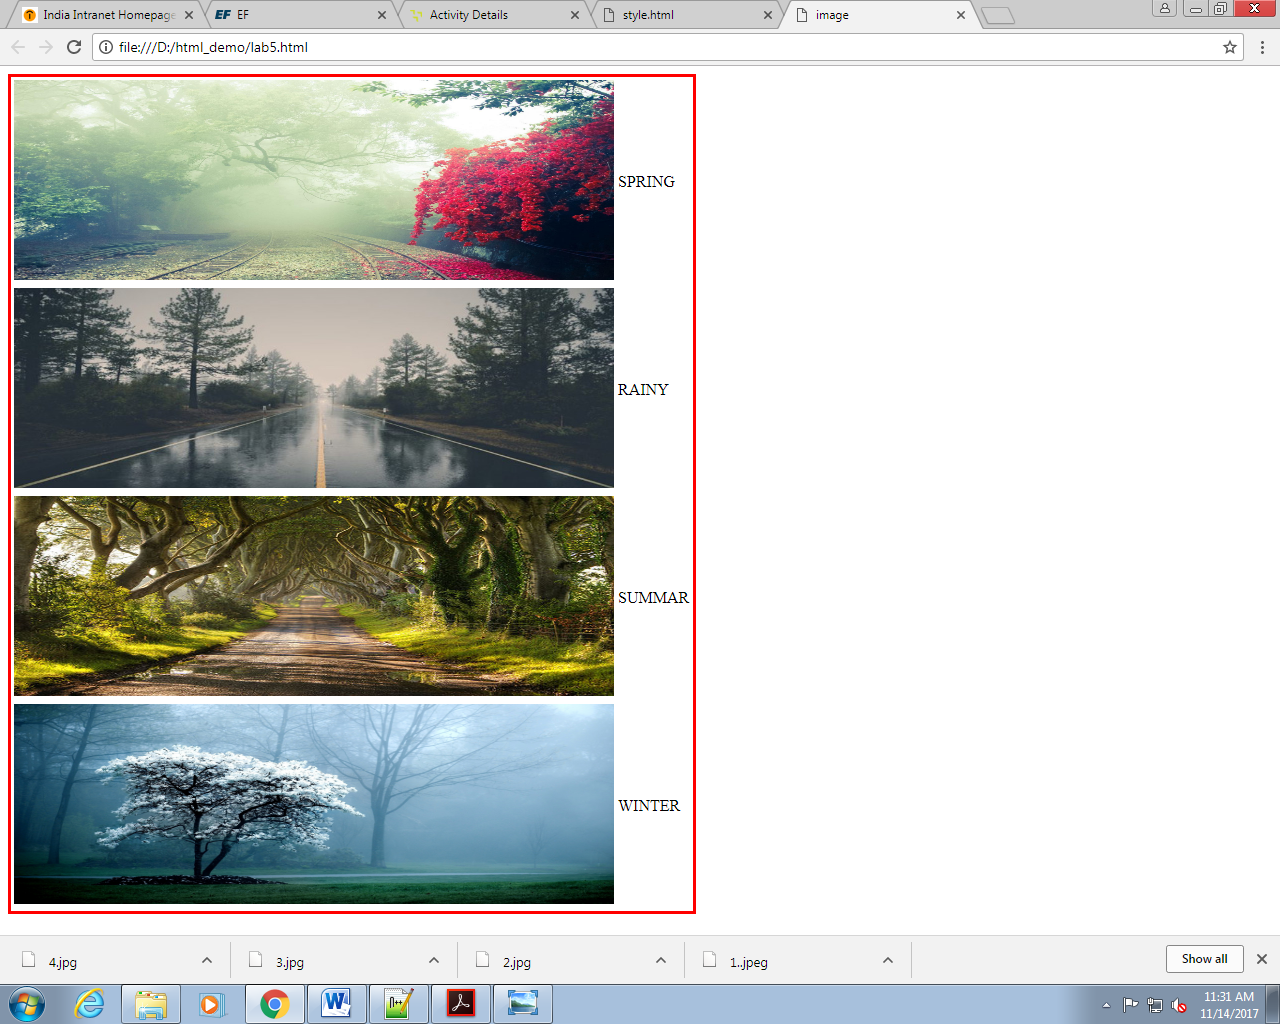 India Intranet Homepage
EF EF
Activity Details
style.html
image
file:///D:/html_demo/lab5.html
SPRING
RAINY
SUMMAR
WINTER
4.jpg
3.jpg
2.jpg
1..jpeg
Show all
11:31 AM
11/14/2017